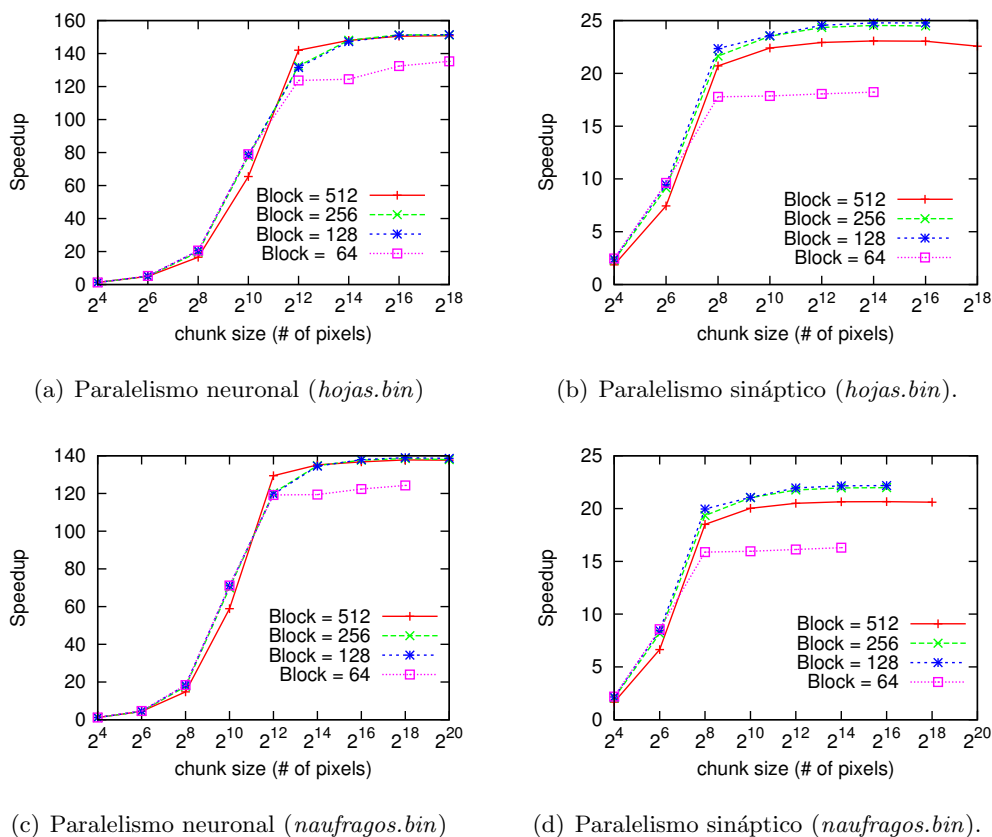 160
140
120
100
80
60
40
20
0
Speedup
Block = 512
Block = 256
Block = 128
Block = 64
2^4 2^6 2^8 2^10 2^12 2^14 2^16 2^18
chunk size (# of pixels)
(a) Paralelismo neuronal (hojas.bin)
25
20
15
10
5
0
Speedup
Block = 512
Block = 256
Block = 128
Block = 64
2^4 2^6 2^8 2^10 2^12 2^14 2^16 2^18
chunk size (# of pixels)
(b) Paralelismo sináptico (hojas.bin).
140
120
100
80
60
40
20
0
Speedup
Block = 512
Block = 256
Block = 128
Block = 64
2^4 2^6 2^8 2^10 2^12 2^14 2^16 2^18 2^20
chunk size (# of pixels)
(c) Paralelismo neuronal (naufragos.bin)
25
20
15
10
5
0
Speedup
Block = 512
Block = 256
Block = 128
Block = 64
2^4 2^6 2^8 2^10 2^12 2^14 2^16 2^18 2^20
chunk size (# of pixels)
(d) Paralelismo sináptico (naufragos.bin).